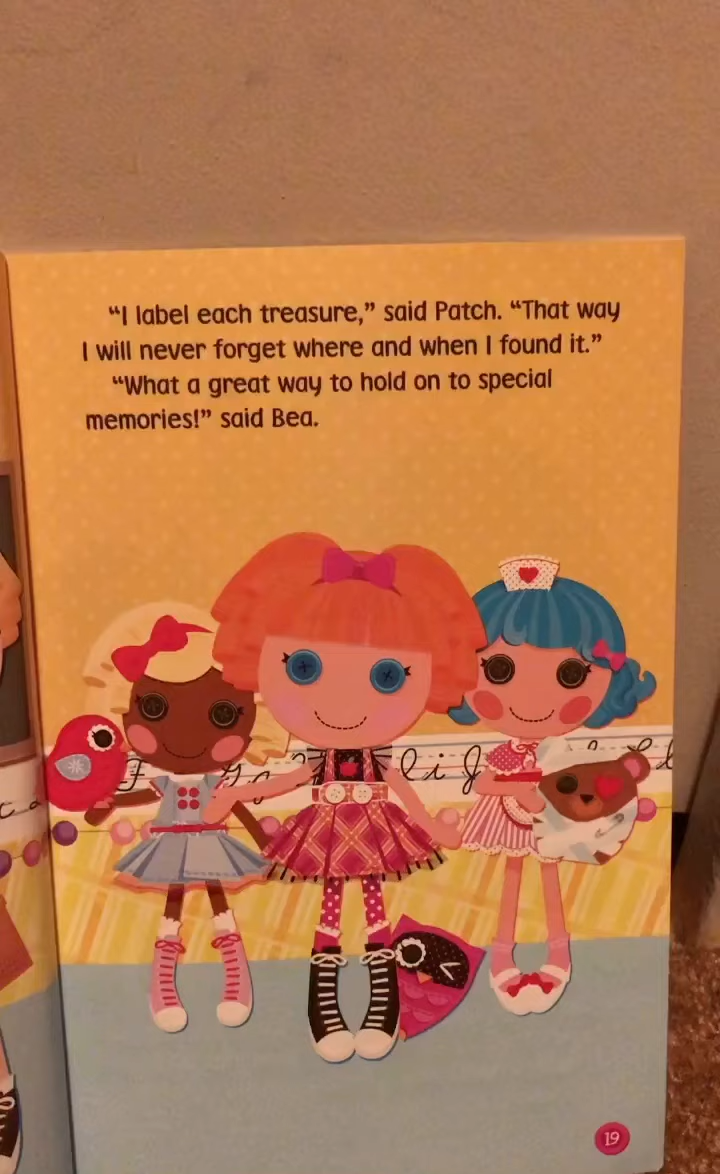 “I label each treasure,” said Patch. “That way
I will never forget where and when I found it.”
“What a great way to hold on to special
memories!” said Bea.
19